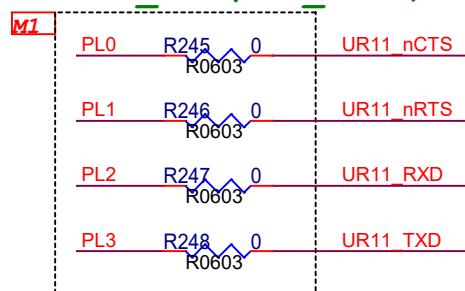 M1
PL0 R245 0 UR11_nCTS
R0603
PL1 R246 0 UR11_nRTS
R0603
PL2 R247 0 UR11_RXD
R0603
PL3 R248 0 UR11_TXD
R0603